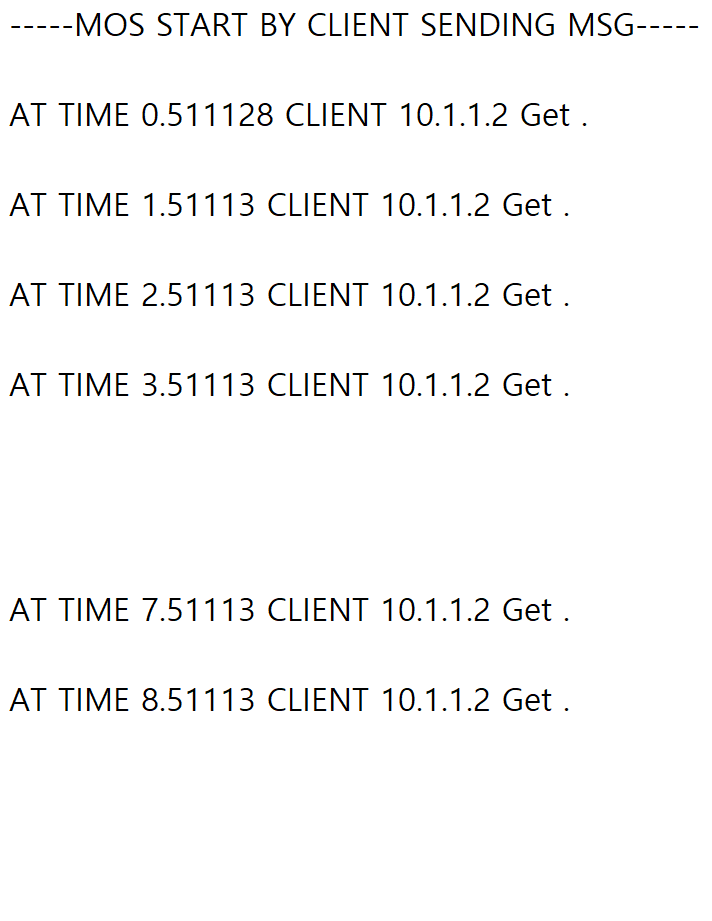 -----MOS START BY CLIENT SENDING MSG-----
AT TIME 0.511128 CLIENT 10.1.1.2 Get .
AT TIME 1.51113 CLIENT 10.1.1.2 Get .
AT TIME 2.51113 CLIENT 10.1.1.2 Get .
AT TIME 3.51113 CLIENT 10.1.1.2 Get .
AT TIME 7.51113 CLIENT 10.1.1.2 Get .
AT TIME 8.51113 CLIENT 10.1.1.2 Get .